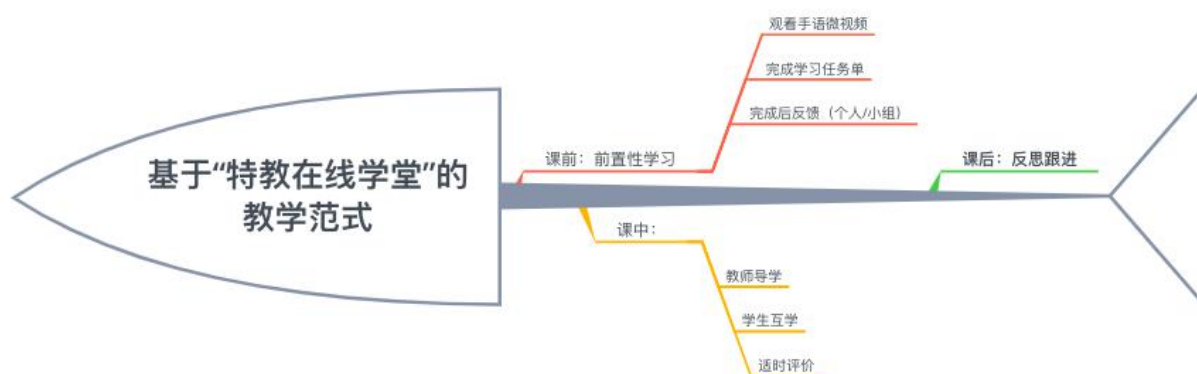 基于“特教在线学堂”的
教学范式
课前：前置性学习
观看手语微视频
完成学习任务单
完成后反馈（个人/小组）
课中：
教师导学
学生互学
适时评价
课后：反思跟进